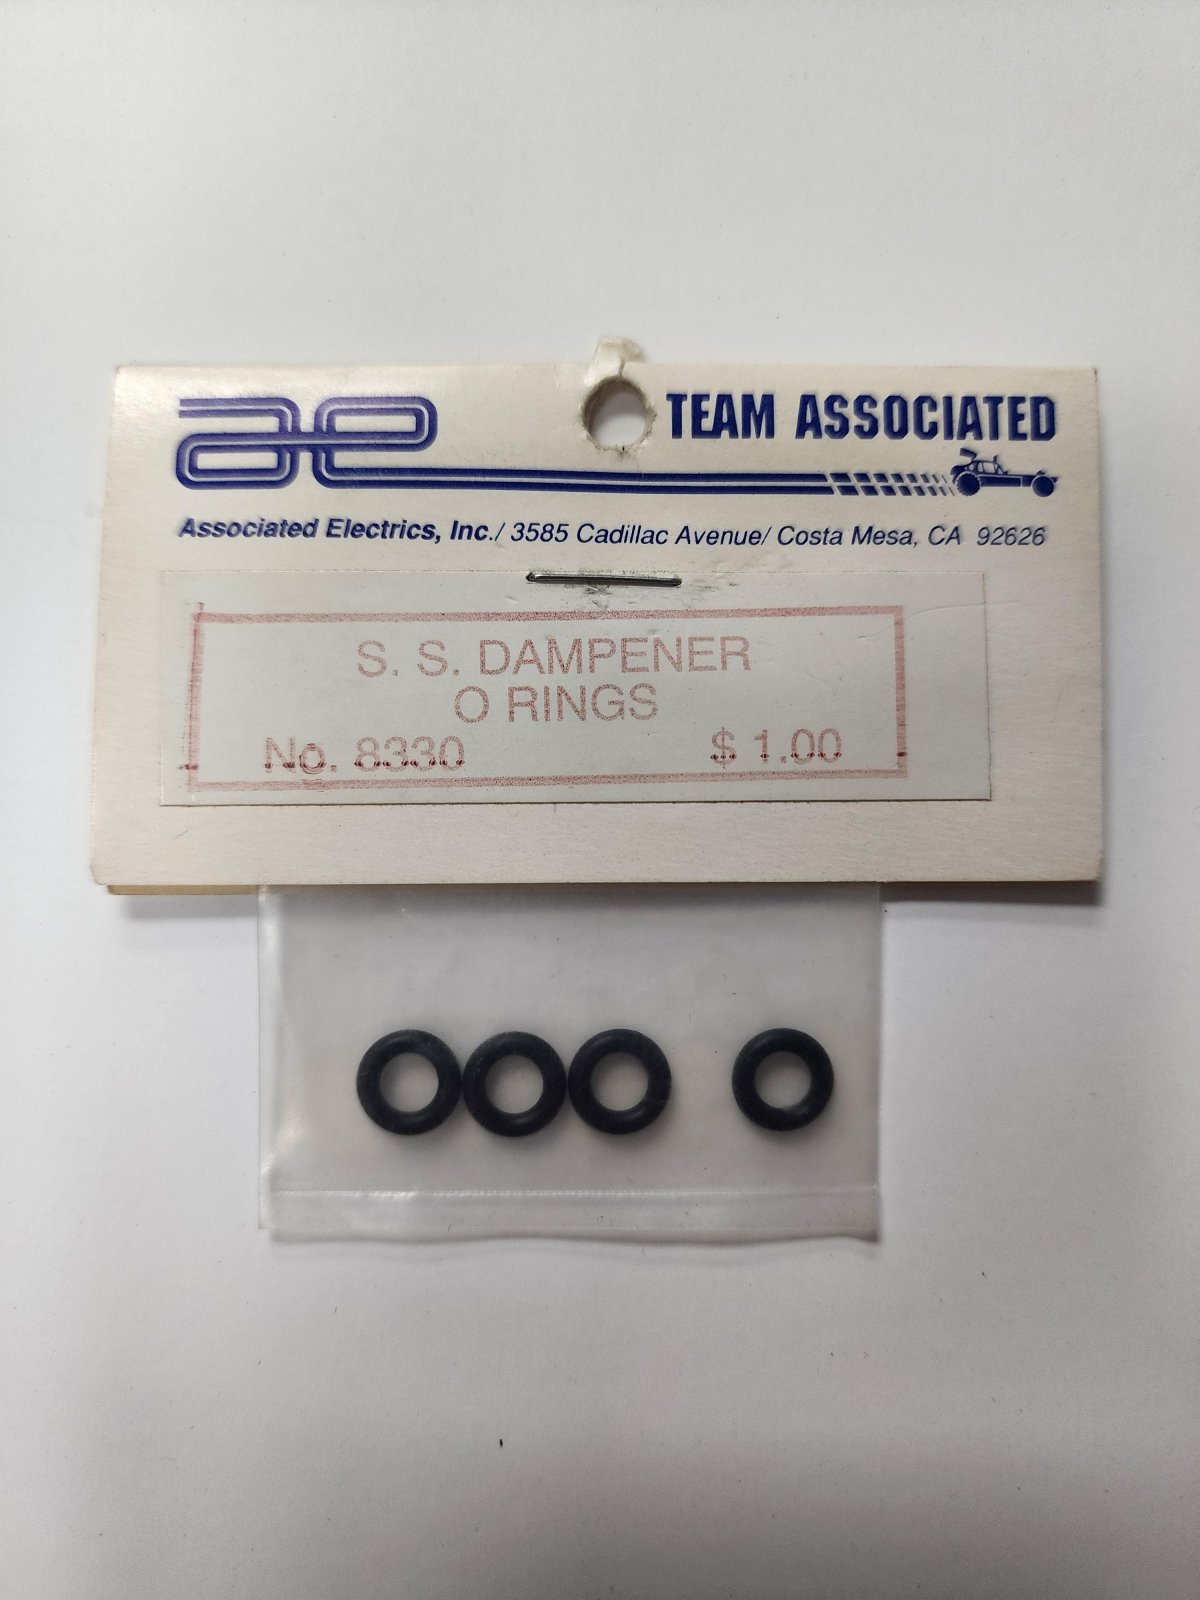 ae TEAM ASSOCIATED
Associated Electrics, Inc./ 3585 Cadillac Avenue/ Costa Mesa, CA 92626
S. S. DAMPENER
O RINGS
No. 8330 $ 1.00